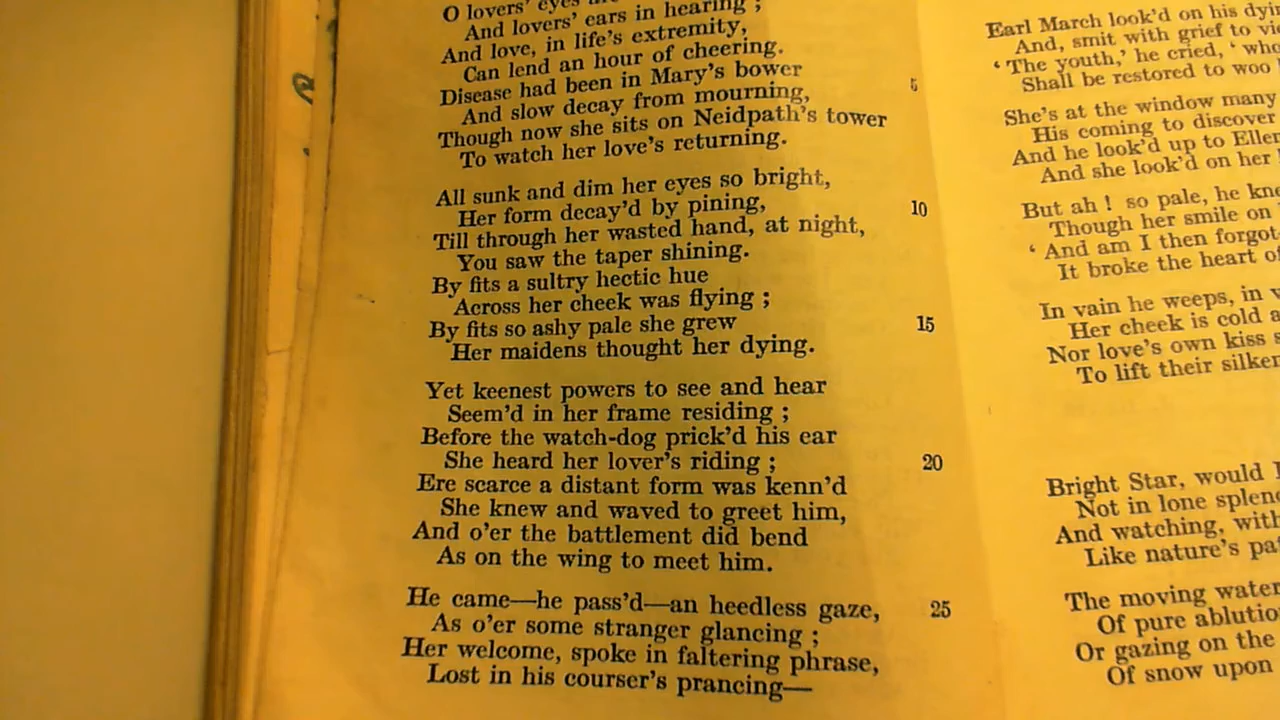 O lovers' eyes
And lovers' ears in hearing ;
And love, in life's extremity,
Can lend an hour of cheering.
Disease had been in Mary's bower
5
And slow decay from mourning,
Though now she sits on Neidpath's tower
To watch her love's returning.
All sunk and dim her eyes so bright,
Her form decay'd by pining,
10
Till through her wasted hand, at night,
You saw the taper shining.
By fits a sultry hectic hue
Across her cheek was flying ;
By fits so ashy pale she grew
15
Her maidens thought her dying.
Yet keenest powers to see and hear
Seem'd in her frame residing ;
Before the watch-dog prick'd his ear
She heard her lover's riding ;
20
Ere scarce a distant form was kenn'd
She knew and waved to greet him,
And o'er the battlement did bend
As on the wing to meet him.
He came—he pass'd—an heedless gaze,
25
As o'er some stranger glancing ;
Her welcome, spoke in faltering phrase,
Lost in his courser's prancing—
Earl March look'd on his
And, smit with grief to
' The youth,' he cried, '
Shall be restored to woo
She's at the window many
His coming to discover
And he look'd up to
And she look'd on her
But ah ! so pale, he
Though her smile on
' And am I then
It broke the heart
In vain he weeps, in
Her cheek is cold
Nor love's own kiss
To lift their
Bright Star, would
Not in lone
And watching,
Like nature's
The moving
Of pure
Or gazing on the
Of snow upon